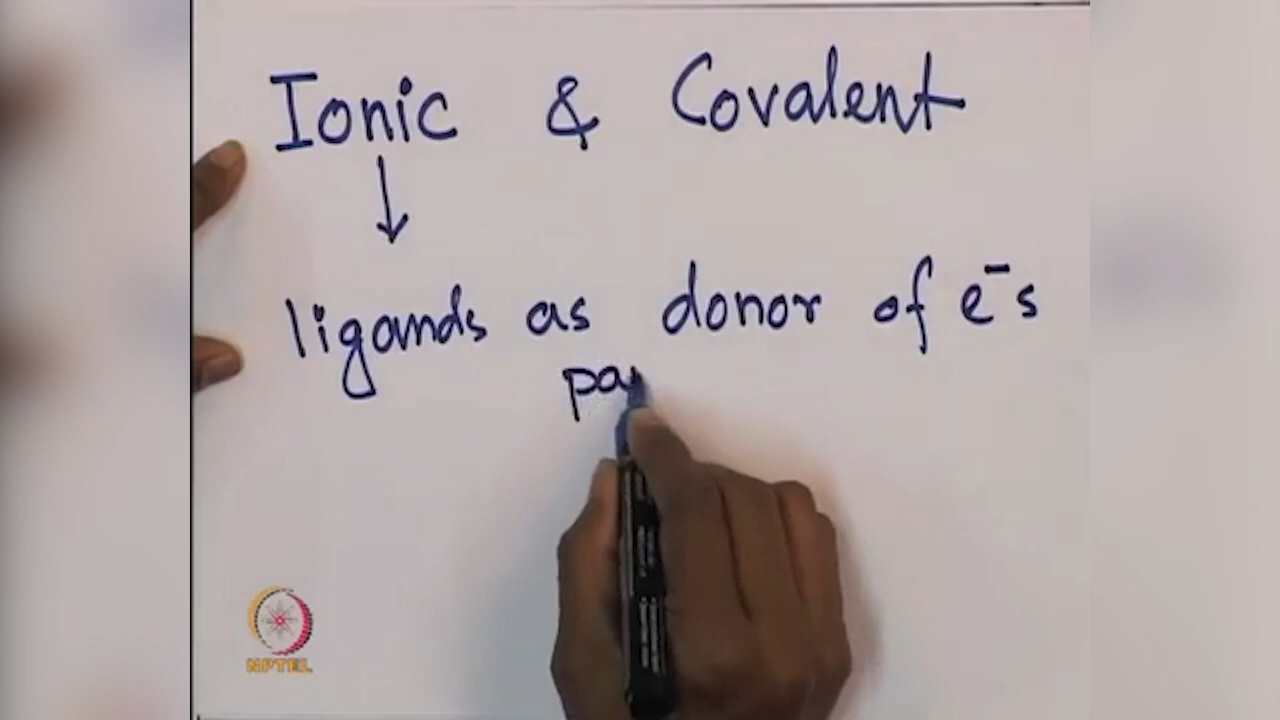 Ionic & Covalent
↓
ligands as donor of e⁻s
pa
NPTEL